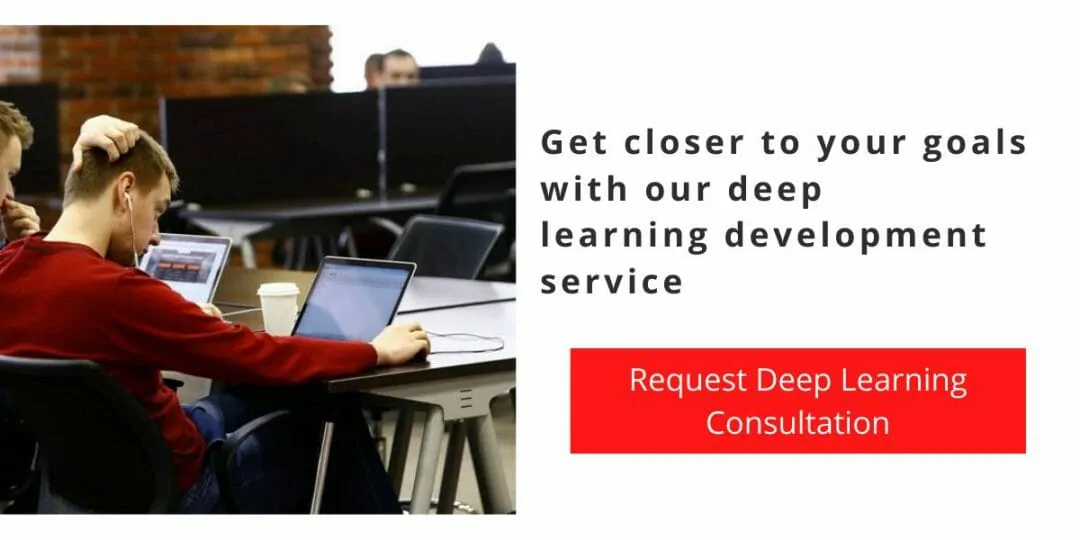 Get closer to your goals
with our deep
learning development
service
Request Deep Learning
Consultation